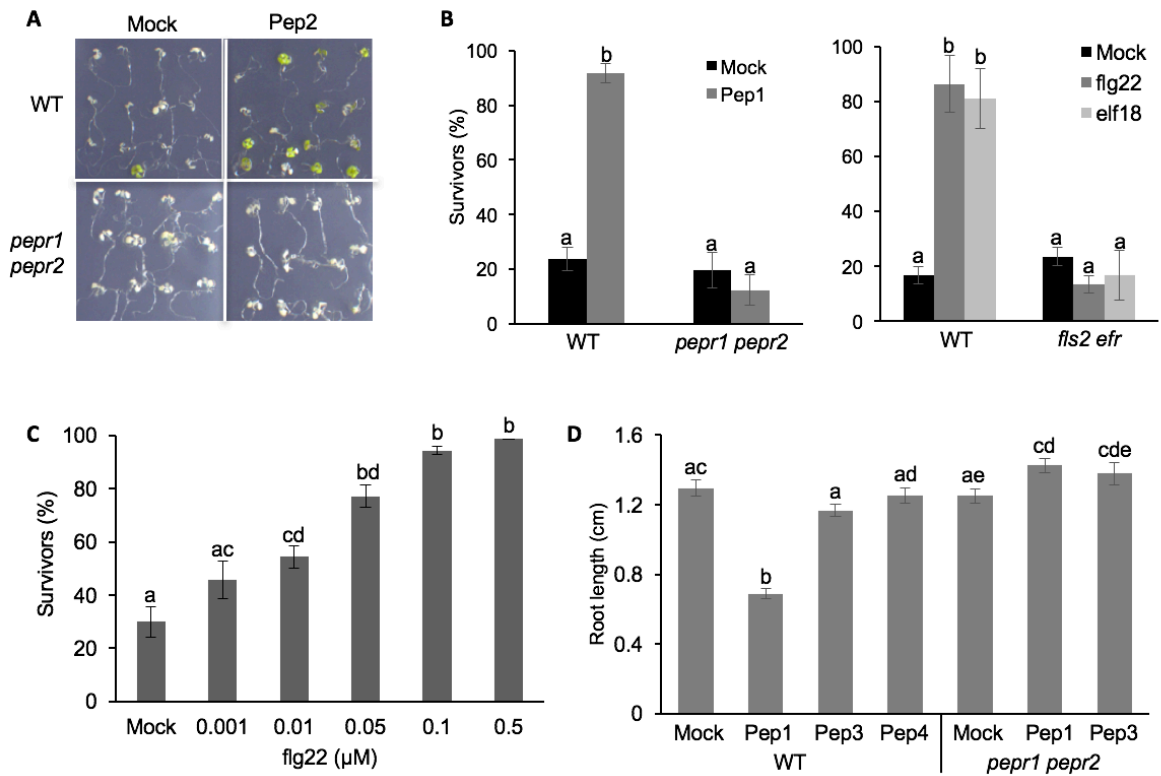 A
Mock Pep2
WT
pepr1
pepr2
B
100
80
60
40
20
0
Survivors (%)
a b a a
Mock
Pep1
WT pepr1 pepr2
100
80
60
40
20
0
a b b a a a
Mock
flg22
elf18
WT fls2 efr
C
100
80
60
40
20
0
Survivors (%)
a ac cd bd b b
Mock 0.001 0.01 0.05 0.1 0.5
flg22 (µM)
D
1.6
1.2
0.8
0.4
0
Root length (cm)
ac b a ad ae cd cde
Mock Pep1 Pep3 Pep4 Mock Pep1 Pep3
WT pepr1 pepr2